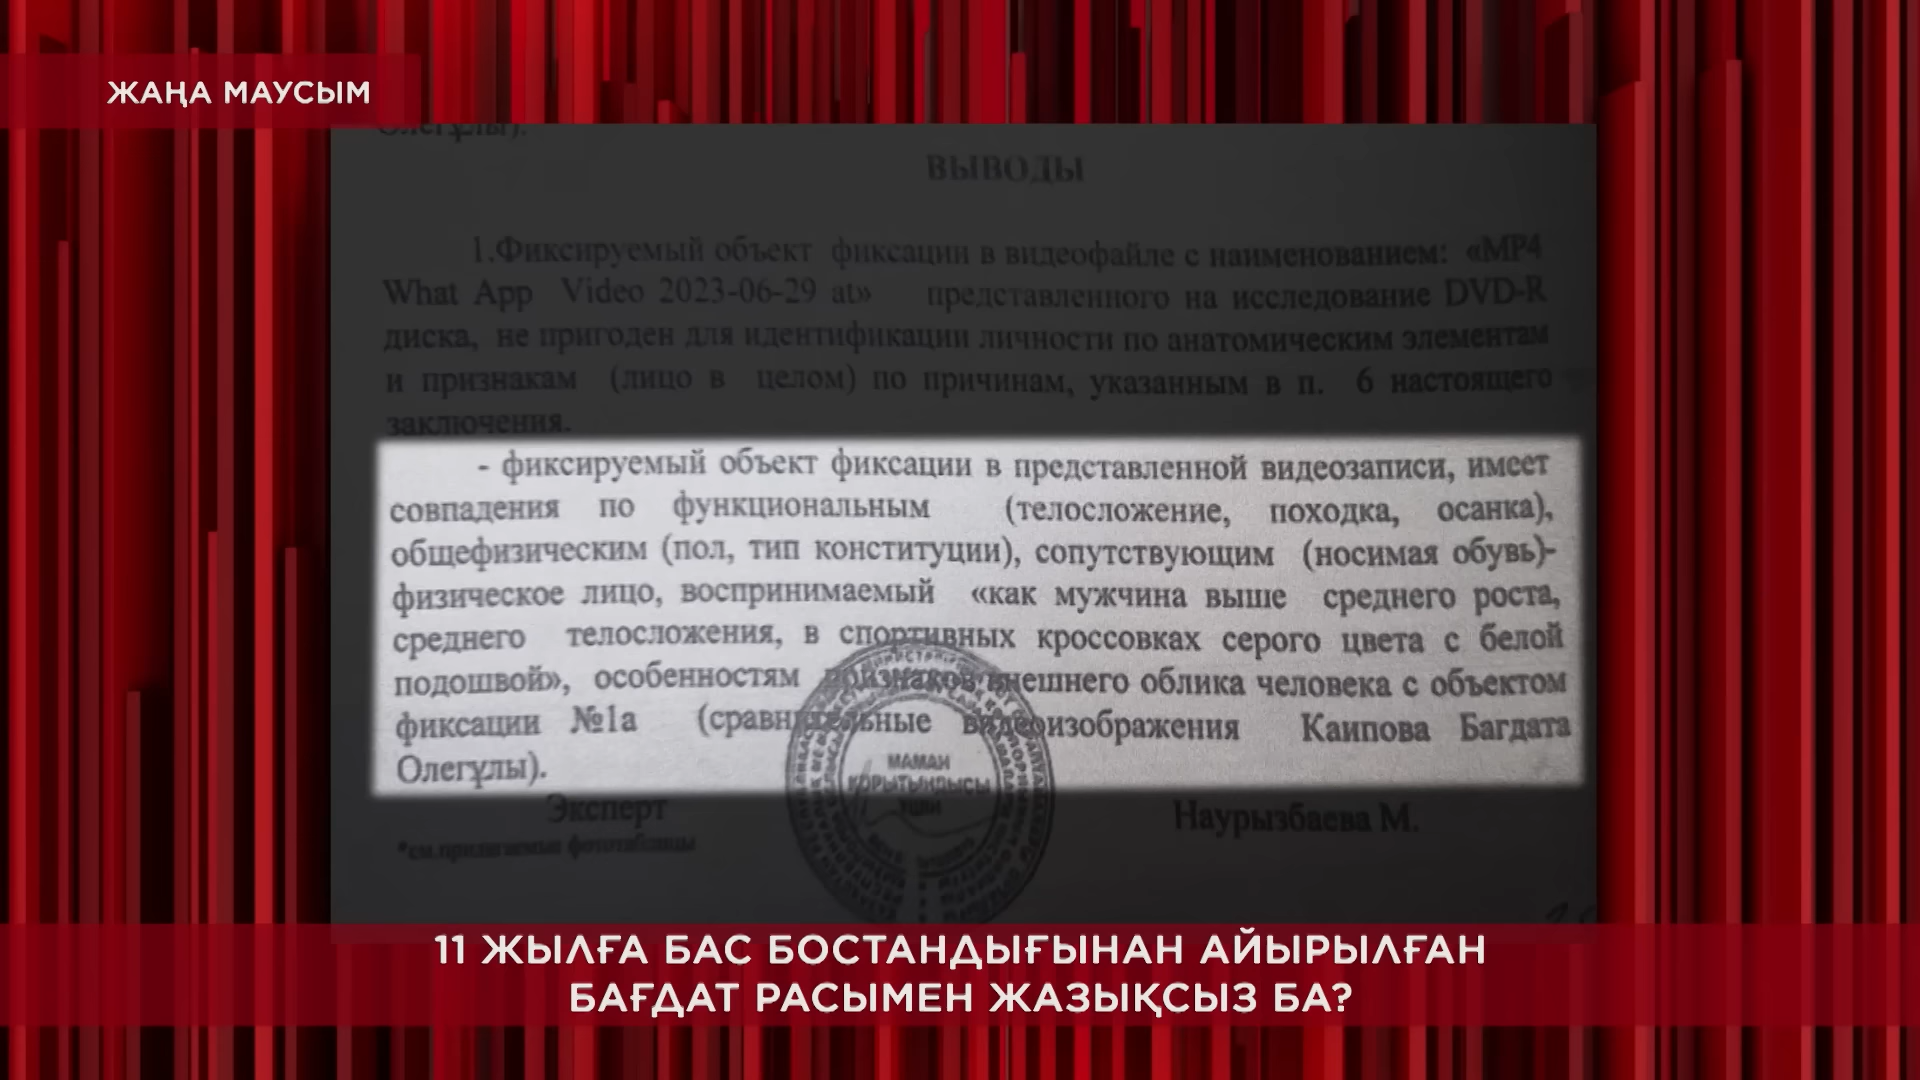 ЖАҢА МАУСЫМ
Олегұлы).
ВЫВОДЫ
1.Фиксируемый объект фиксации в видеофайле с наименованием: «MP4
What App Video 2023-06-29 at» представленного на исследование DVD-R
диска, не пригоден для идентификации личности по анатомическим элементам
и признакам (лицо в целом) по причинам, указанным в п. 6 настоящего
заключения.
- фиксируемый объект фиксации в представленной видеозаписи, имеет
совпадения по функциональным (телосложение, походка, осанка),
общефизическим (пол, тип конституции), сопутствующим (носимая обувь)-
физическое лицо, воспринимаемый «как мужчина выше среднего роста,
среднего телосложения, в спортивных кроссовках серого цвета с белой
подошвой», особенностям признаков внешнего облика человека с объектом
фиксации №1а (сравнительные видеоизображения Каипова Багдата
Олегұлы).
МАМАН
ҚОРЫТЫНДЫСЫ
ҮШІН
Эксперт Наурызбаева М.
*см.прилагаемые фототаблицы
11 ЖЫЛҒА БАС БОСТАНДЫҒЫНАН АЙЫРЫЛҒАН
БАҒДАТ РАСЫМЕН ЖАЗЫҚСЫЗ БА?